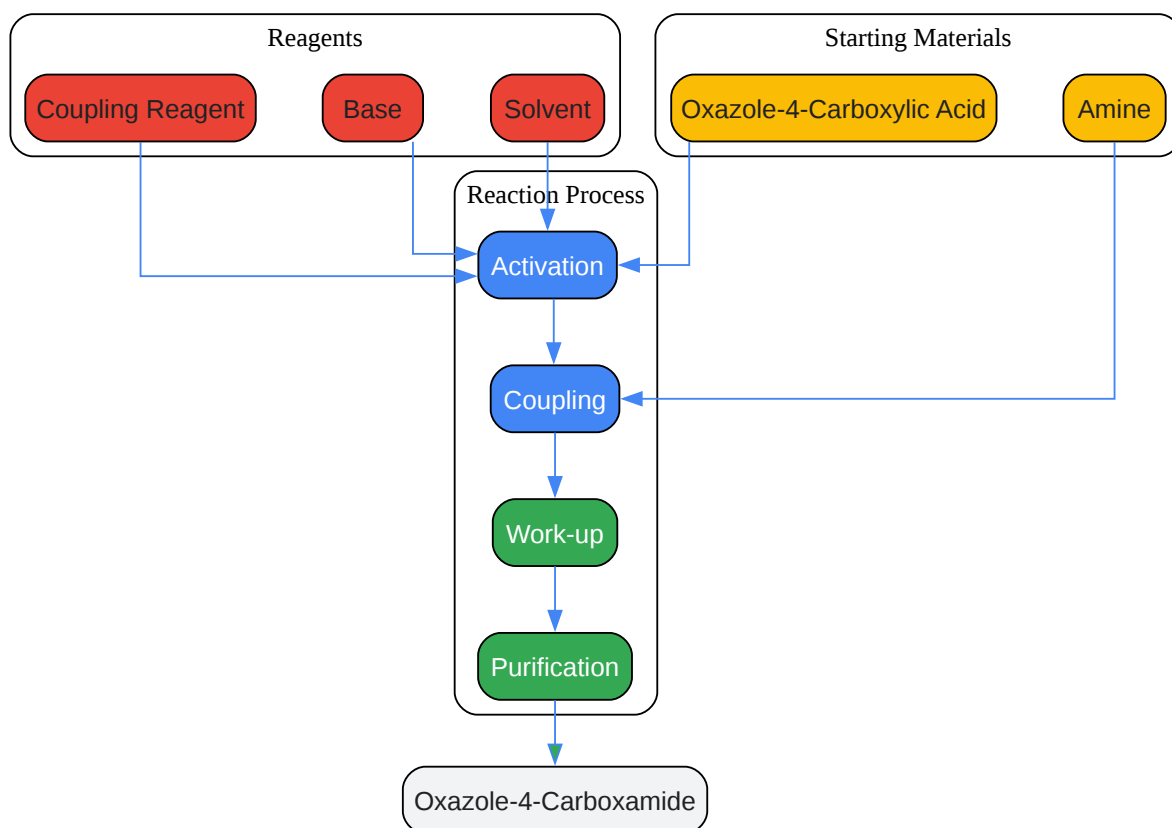 Reagents
Starting Materials
Coupling Reagent
Base
Solvent
Oxazole-4-Carboxylic Acid
Amine
Reaction Process
Activation
Coupling
Work-up
Purification
Oxazole-4-Carboxamide